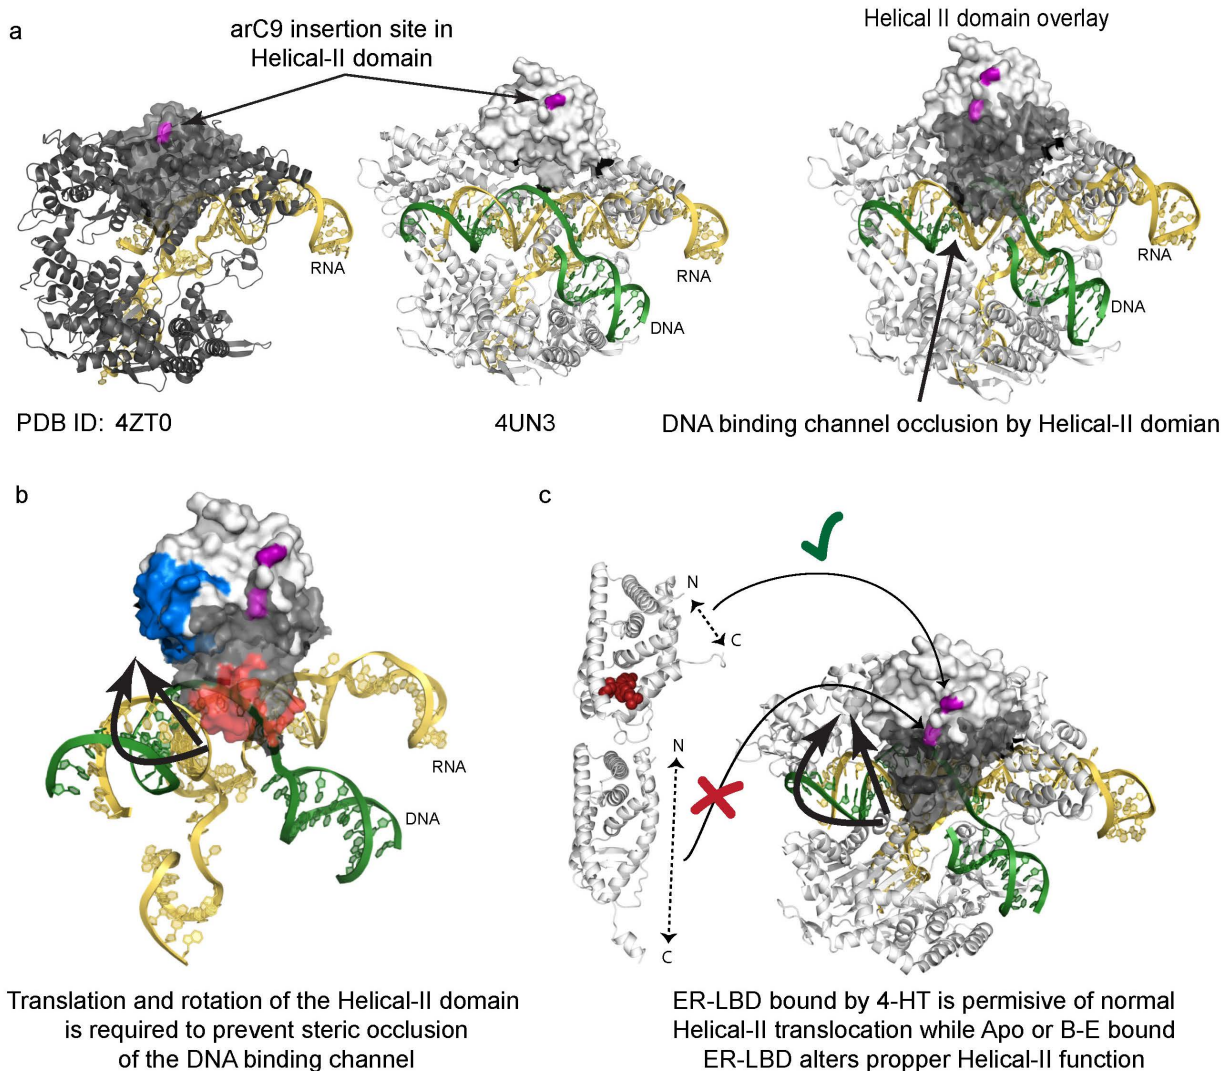 a
arC9 insertion site in
Helical-II domain
Helical II domain overlay
RNA
RNA
DNA
RNA
DNA
PDB ID: 4ZT0
4UN3
DNA binding channel occlusion by Helical-II domian
b
RNA
DNA
Translation and rotation of the Helical-II domain
is required to prevent steric occlusion
of the DNA binding channel
c
N
C
N
C
ER-LBD bound by 4-HT is permisive of normal
Helical-II translocation while Apo or B-E bound
ER-LBD alters propper Helical-II function